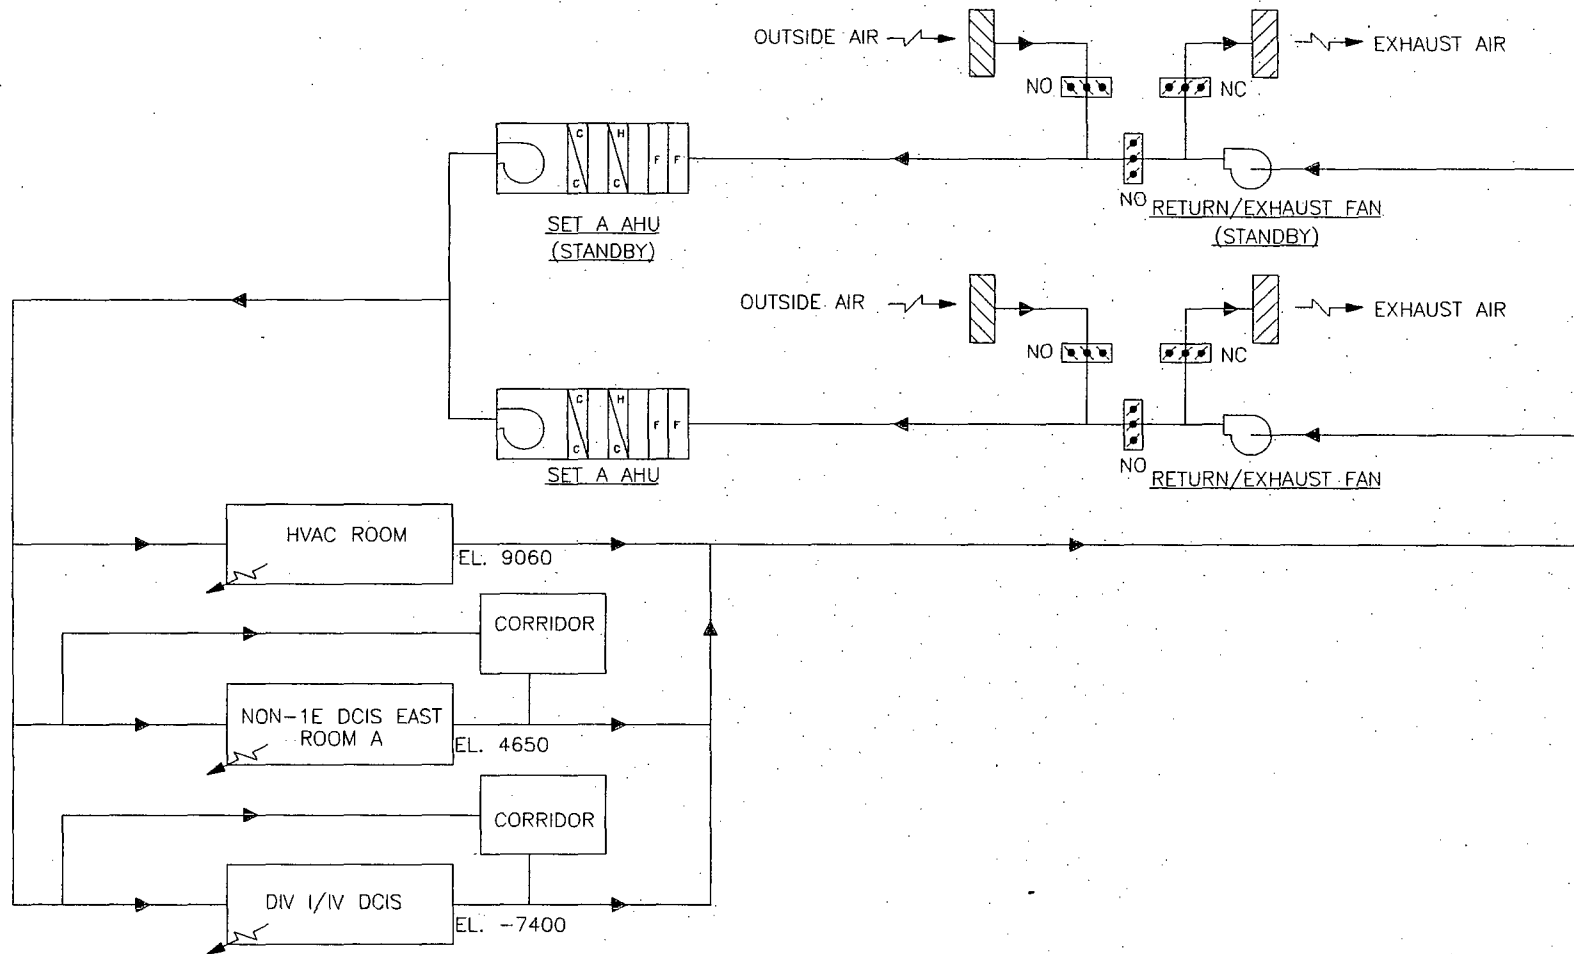 OUTSIDE AIR
EXHAUST AIR
NO
NC
C
H
F F
C
C
NO
SET A AHU
(STANDBY)
RETURN/EXHAUST FAN
(STANDBY)
OUTSIDE AIR
EXHAUST AIR
NO
NC
C
H
F F
C
C
NO
SET A AHU
RETURN/EXHAUST FAN
HVAC ROOM
EL. 9060
CORRIDOR
NON-1E DCIS EAST
ROOM A
EL. 4650
CORRIDOR
DIV I/IV DCIS
EL. -7400